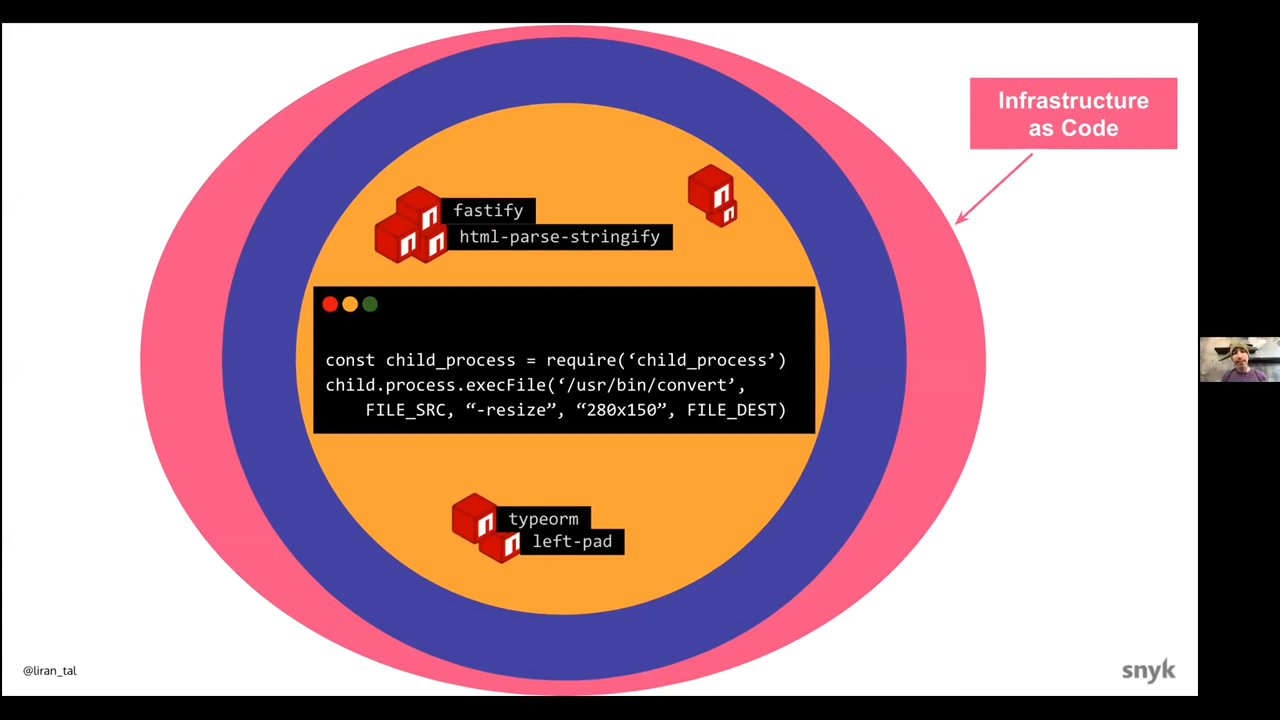 Infrastructure
as Code
fastify
html-parse-stringify
const child_process = require(‘child_process’)
child.process.execFile(‘/usr/bin/convert’,
FILE_SRC, “-resize”, “280x150”, FILE_DEST)
typeorm
left-pad
@liran_tal
snyk